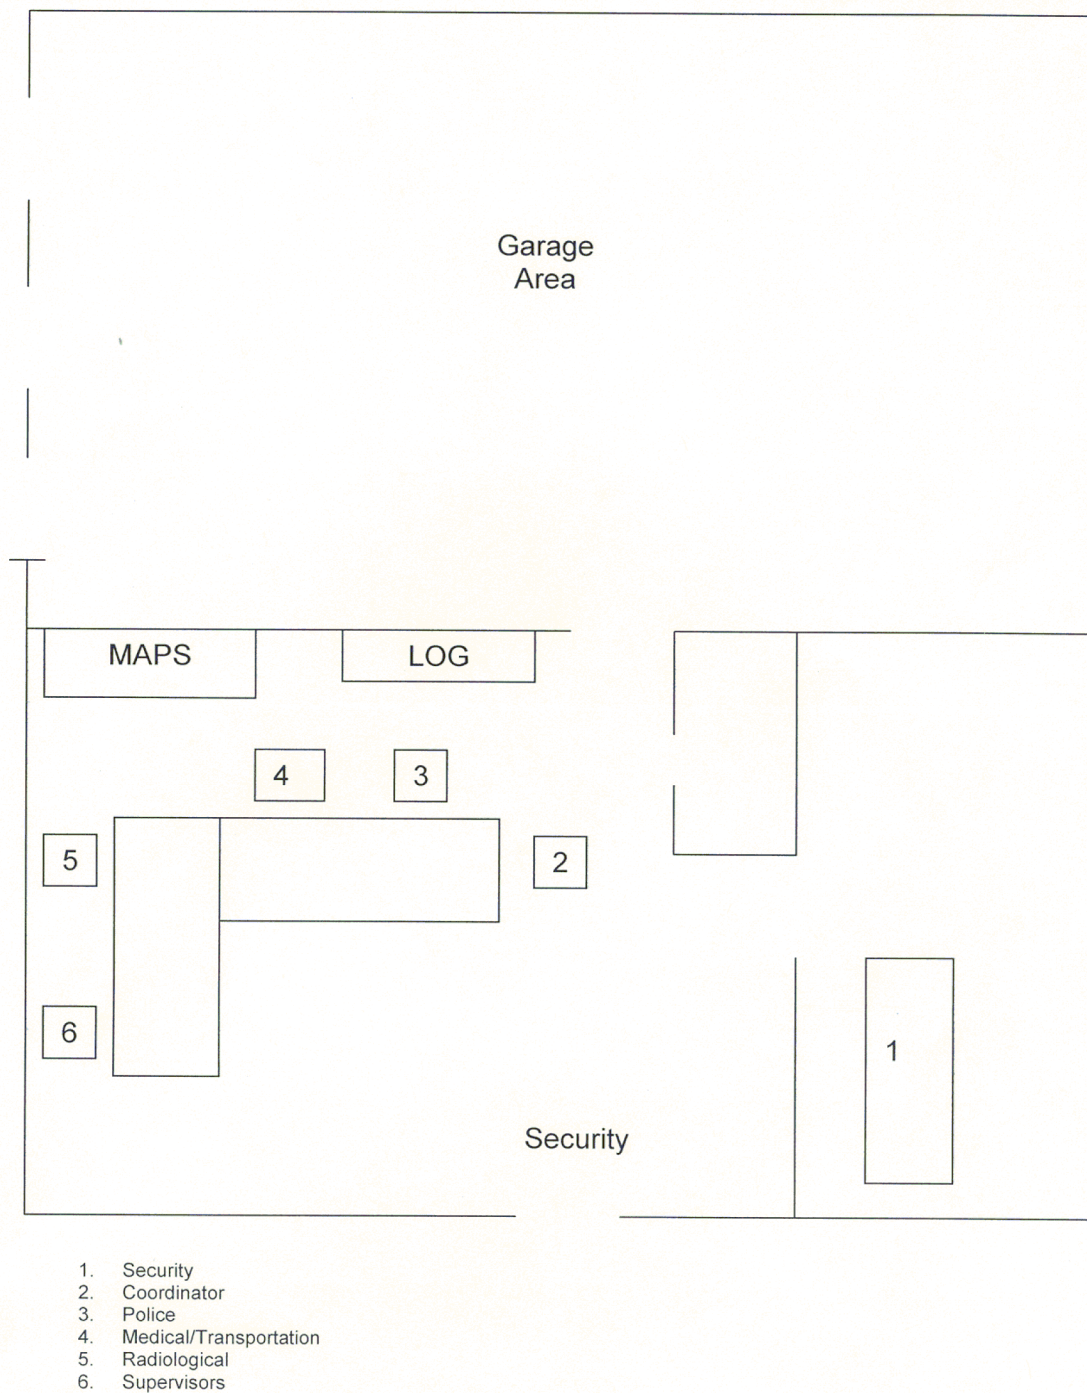 Garage
Area
MAPS
LOG
4
3
5
2
6
1
Security
1. Security
2. Coordinator
3. Police
4. Medical/Transportation
5. Radiological
6. Supervisors